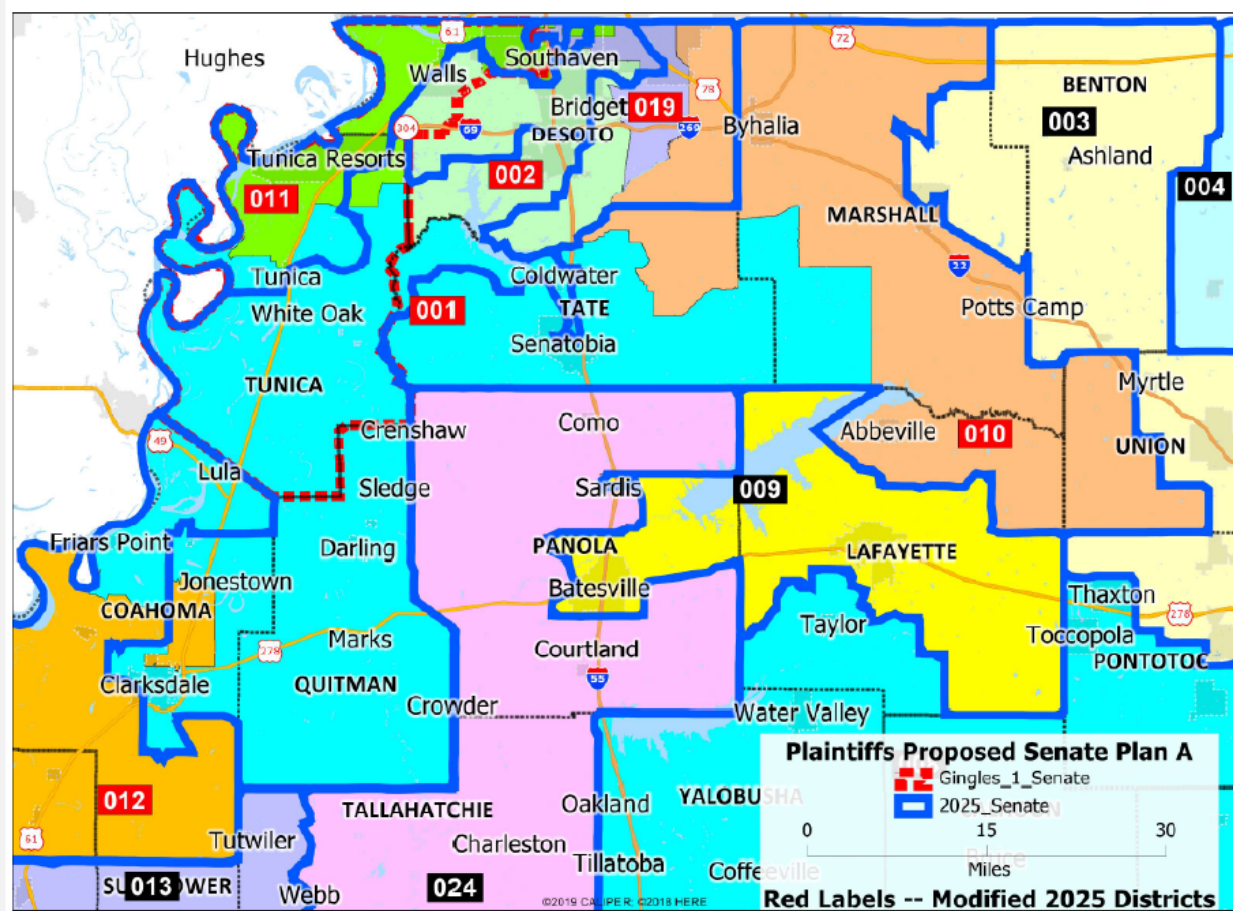 Hughes
61
Southaven
72
Walls
BENTON
Bridget
019
78
003
304
69
DESOTO
269
Byhalia
Ashland
Tunica Resorts
002
004
011
MARSHALL
22
Tunica
Coldwater
White Oak
001
TATE
Potts Camp
Senatobia
TUNICA
Myrtle
Crenshaw
Como
Abbeville
010
49
UNION
Lula
Sledge
Sardis
009
Friars Point
Darling
PANOLA
LAFAYETTE
Jonestown
Batesville
Thaxton
COAHOMA
278
Marks
Taylor
Toccopola
278
Courtland
PONTOTOC
Clarksdale
QUITMAN
55
Crowder
Water Valley
Plaintiffs Proposed Senate Plan A
Gingles_1_Senate
012
TALLAHATCHIE
Oakland
YALOBUSHA
2025_Senate
61
Tutwiler
Charleston
0 15 30
Tillatoba
Bruce
Miles
Coffeeville
013
024
Webb
©2019 CALIPER; ©2018 HERE
Red Labels -- Modified 2025 Districts